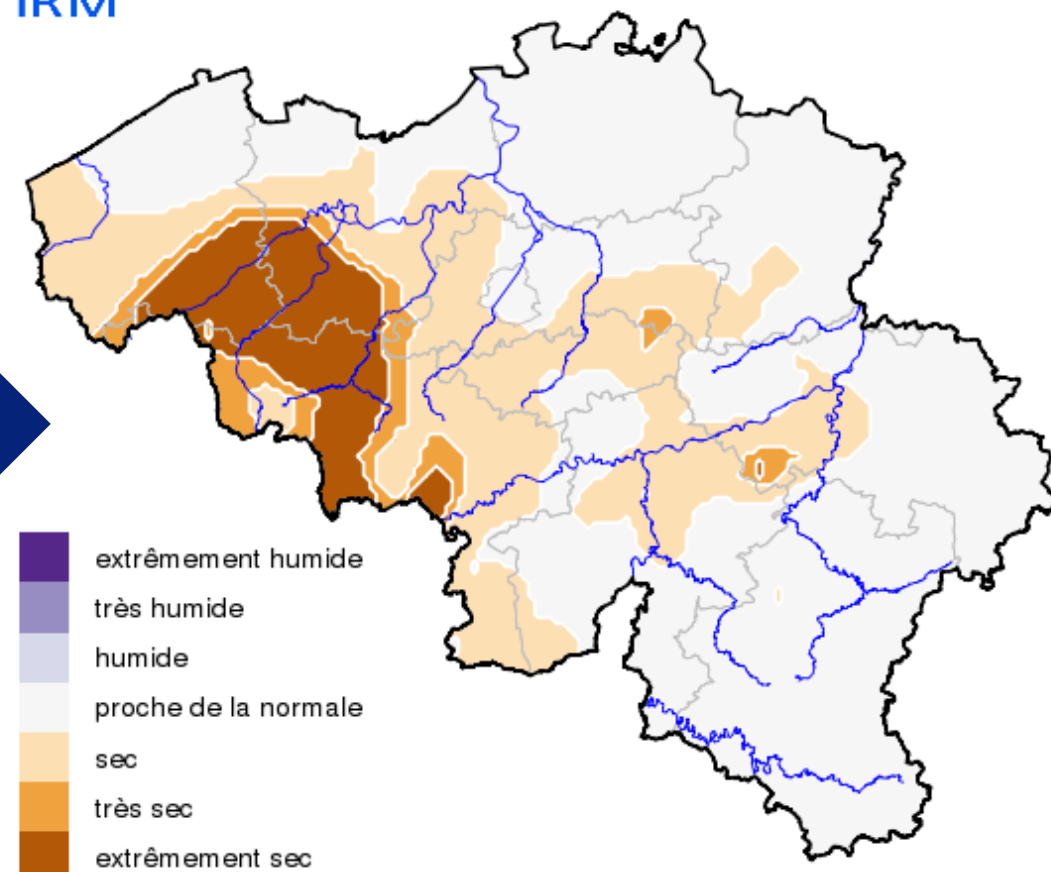 IRM
extrêmement humide
très humide
humide
proche de la normale
sec
très sec
extrêmement sec